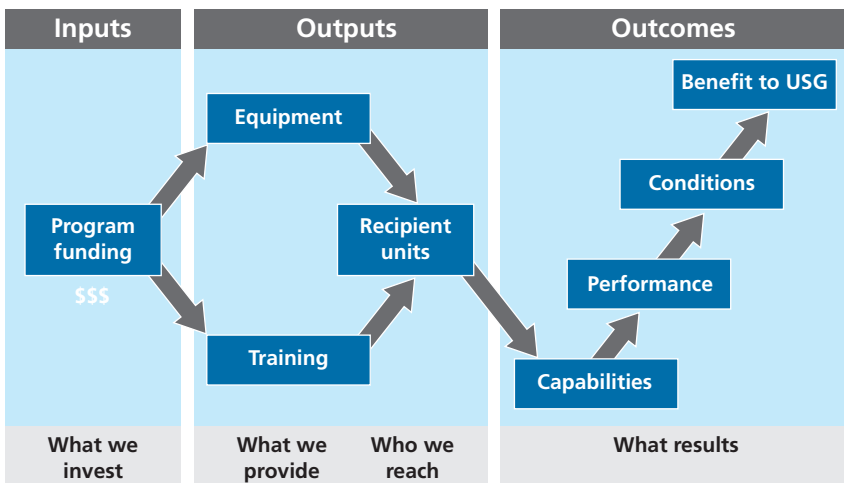 Inputs
Outputs
Outcomes
Benefit to USG
Equipment
Conditions
Program
funding
$$$
Recipient
units
Performance
Training
Capabilities
What we
invest
What we
provide
Who we
reach
What results